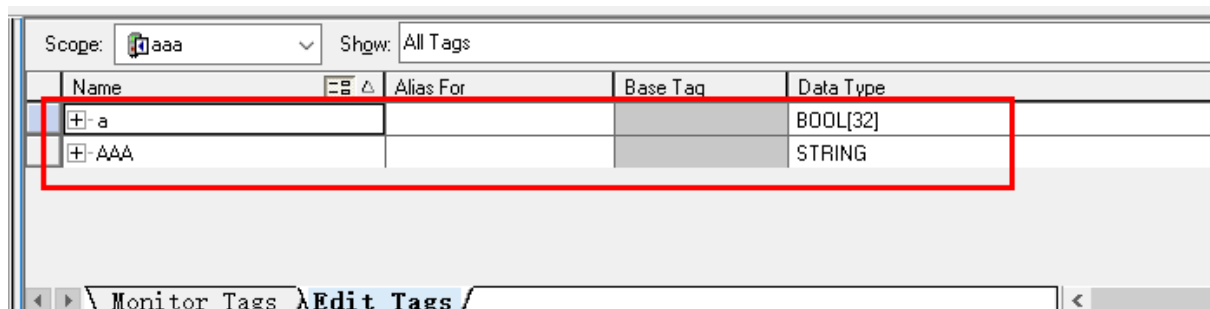 Scope: aaa Show: All Tags
Name Alias For Base Tag Data Type
a BOOL[32]
AAA STRING
Monitor Tags Edit Tags